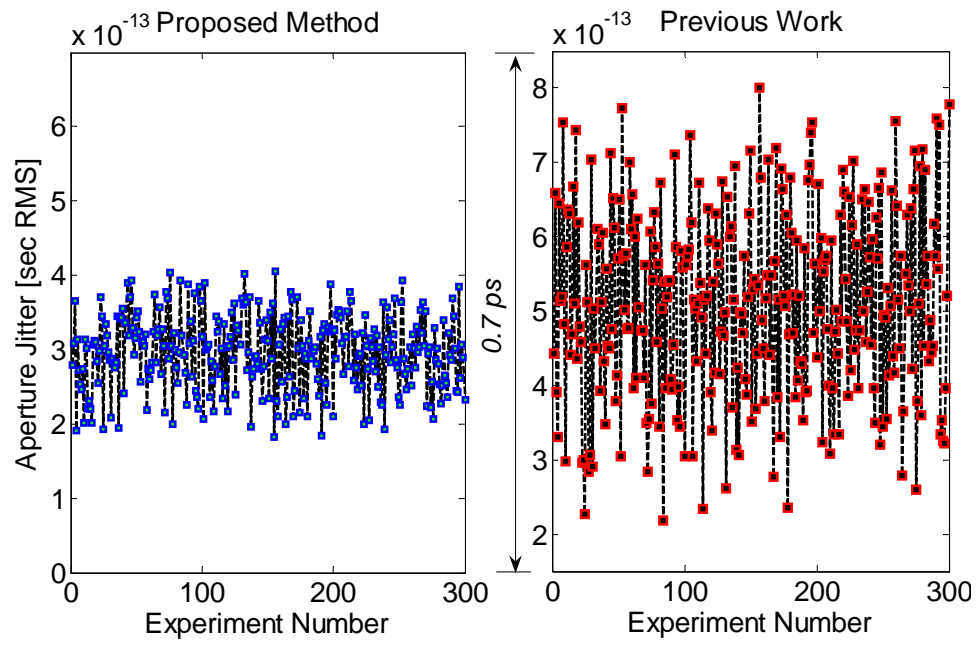 x 10⁻¹³ Proposed Method
Aperture Jitter [sec RMS]
6
5
4
3
2
1
0
0 100 200 300
Experiment Number
0.7 ps
x 10⁻¹³ Previous Work
8
7
6
5
4
3
2
0 100 200 300
Experiment Number